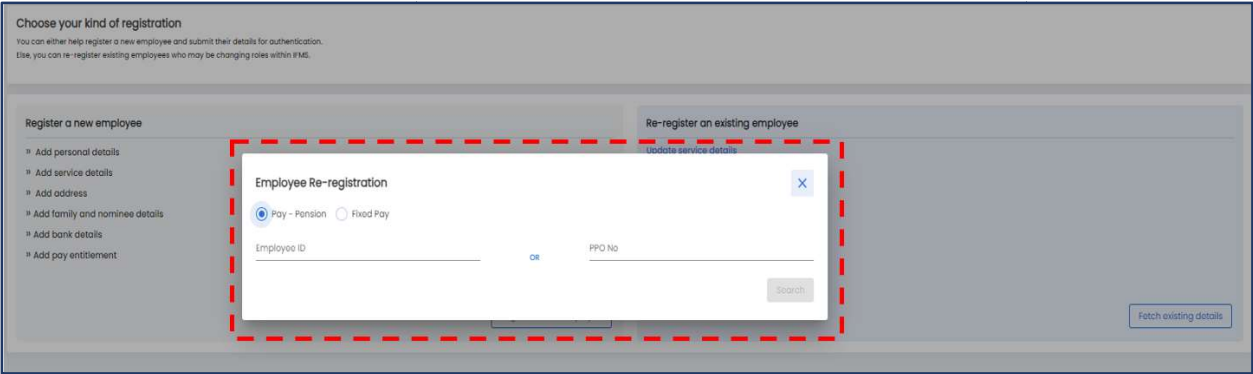 Choose your kind of registration
You can either help register a new employee and submit their details for authentication.
Else, you can re-register existing employees who may be changing roles within IFMS.
Register a new employee
» Add personal details
» Add service details
» Add address
» Add family and nominee details
» Add bank details
» Add pay entitlement
Re-register an existing employee
Update service details
Employee Re-registration
X
Pay - Pension Fixed Pay
Employee ID OR PPO No
Search
Fetch existing details